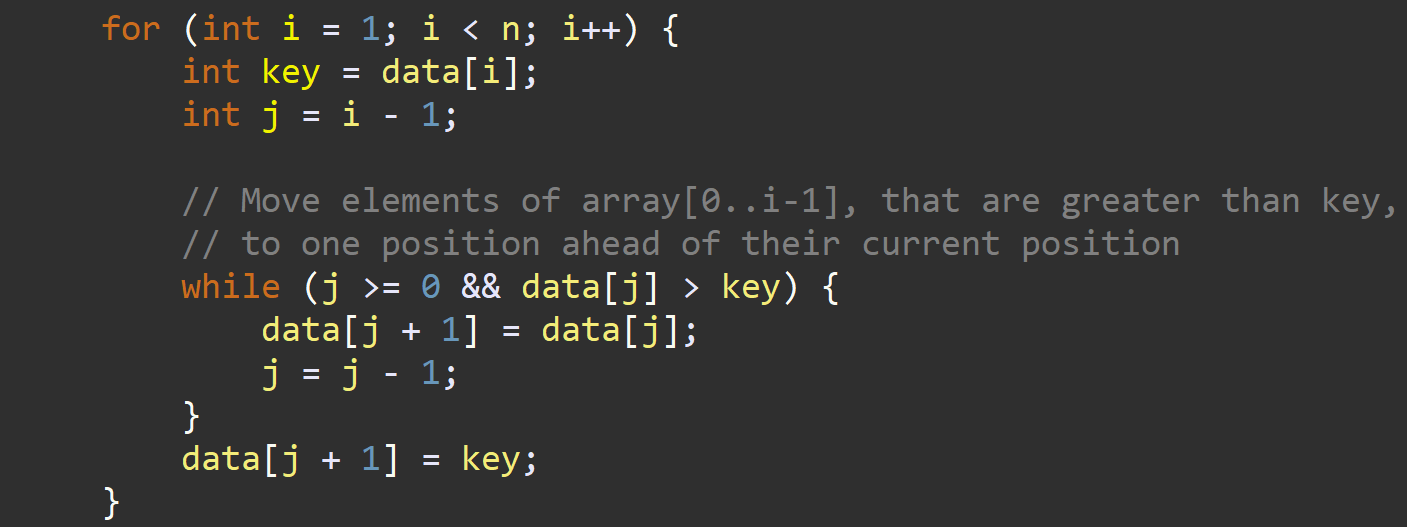 for (int i = 1; i < n; i++) {
int key = data[i];
int j = i - 1;
// Move elements of array[0..i-1], that are greater than key,
// to one position ahead of their current position
while (j >= 0 && data[j] > key) {
data[j + 1] = data[j];
j = j - 1;
}
data[j + 1] = key;
}